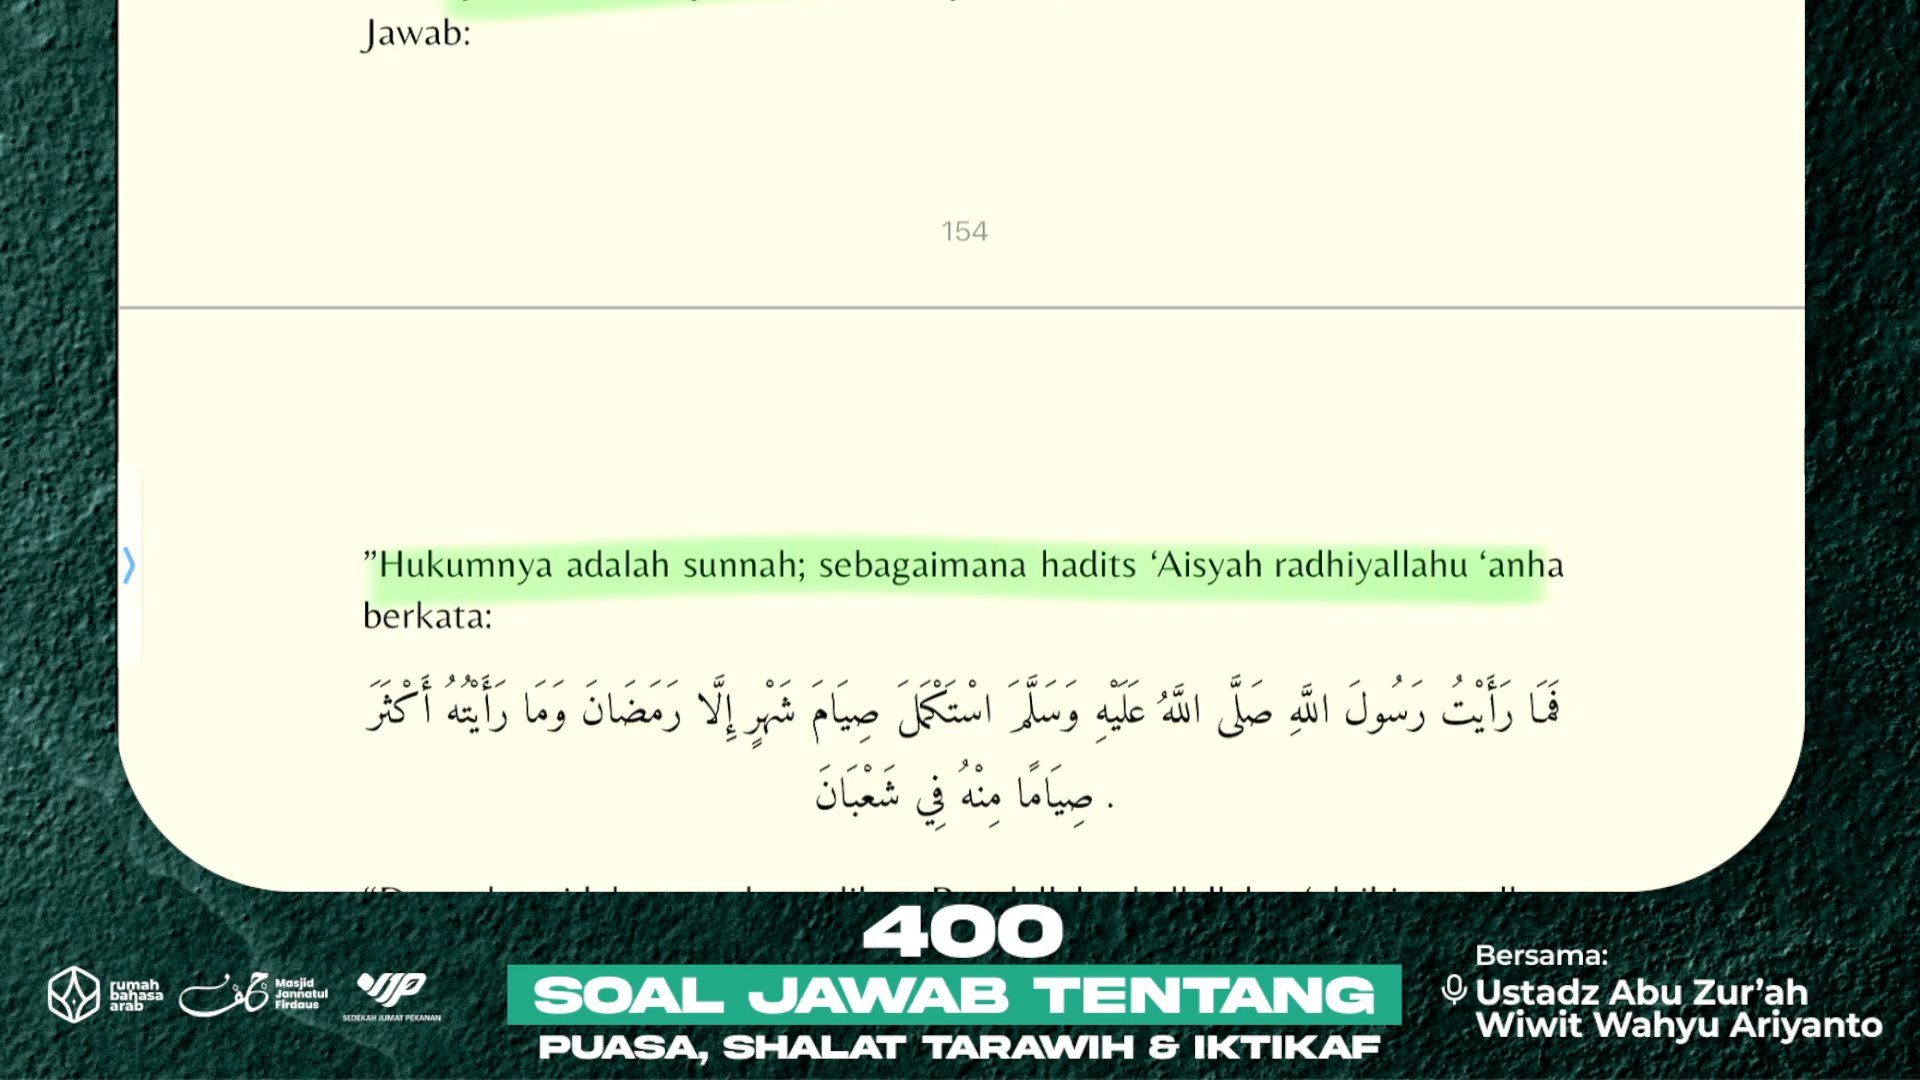 Jawab:
154
”Hukumnya adalah sunnah; sebagaimana hadits ‘Aisyah radhiyallahu ‘anha
berkata:
فَمَا رَأَيْتُ رَسُولَ اللَّهِ صَلَّى اللَّهُ عَلَيْهِ وَسَلَّمَ اسْتَكْمَلَ صِيَامَ شَهْرٍ إِلَّا رَمَضَانَ وَمَا رَأَيْتُهُ أَكْثَرَ
صِيَامًا مِنْهُ فِي شَعْبَانَ .
400
SOAL JAWAB TENTANG
PUASA, SHALAT TARAWIH & IKTIKAF
rumah
bahasa
arab
Masjid
Jannatul
Firdaus
SEDEKAH JUMAT PEKANAN
Bersama:
Ustadz Abu Zur’ah
Wiwit Wahyu Ariyanto